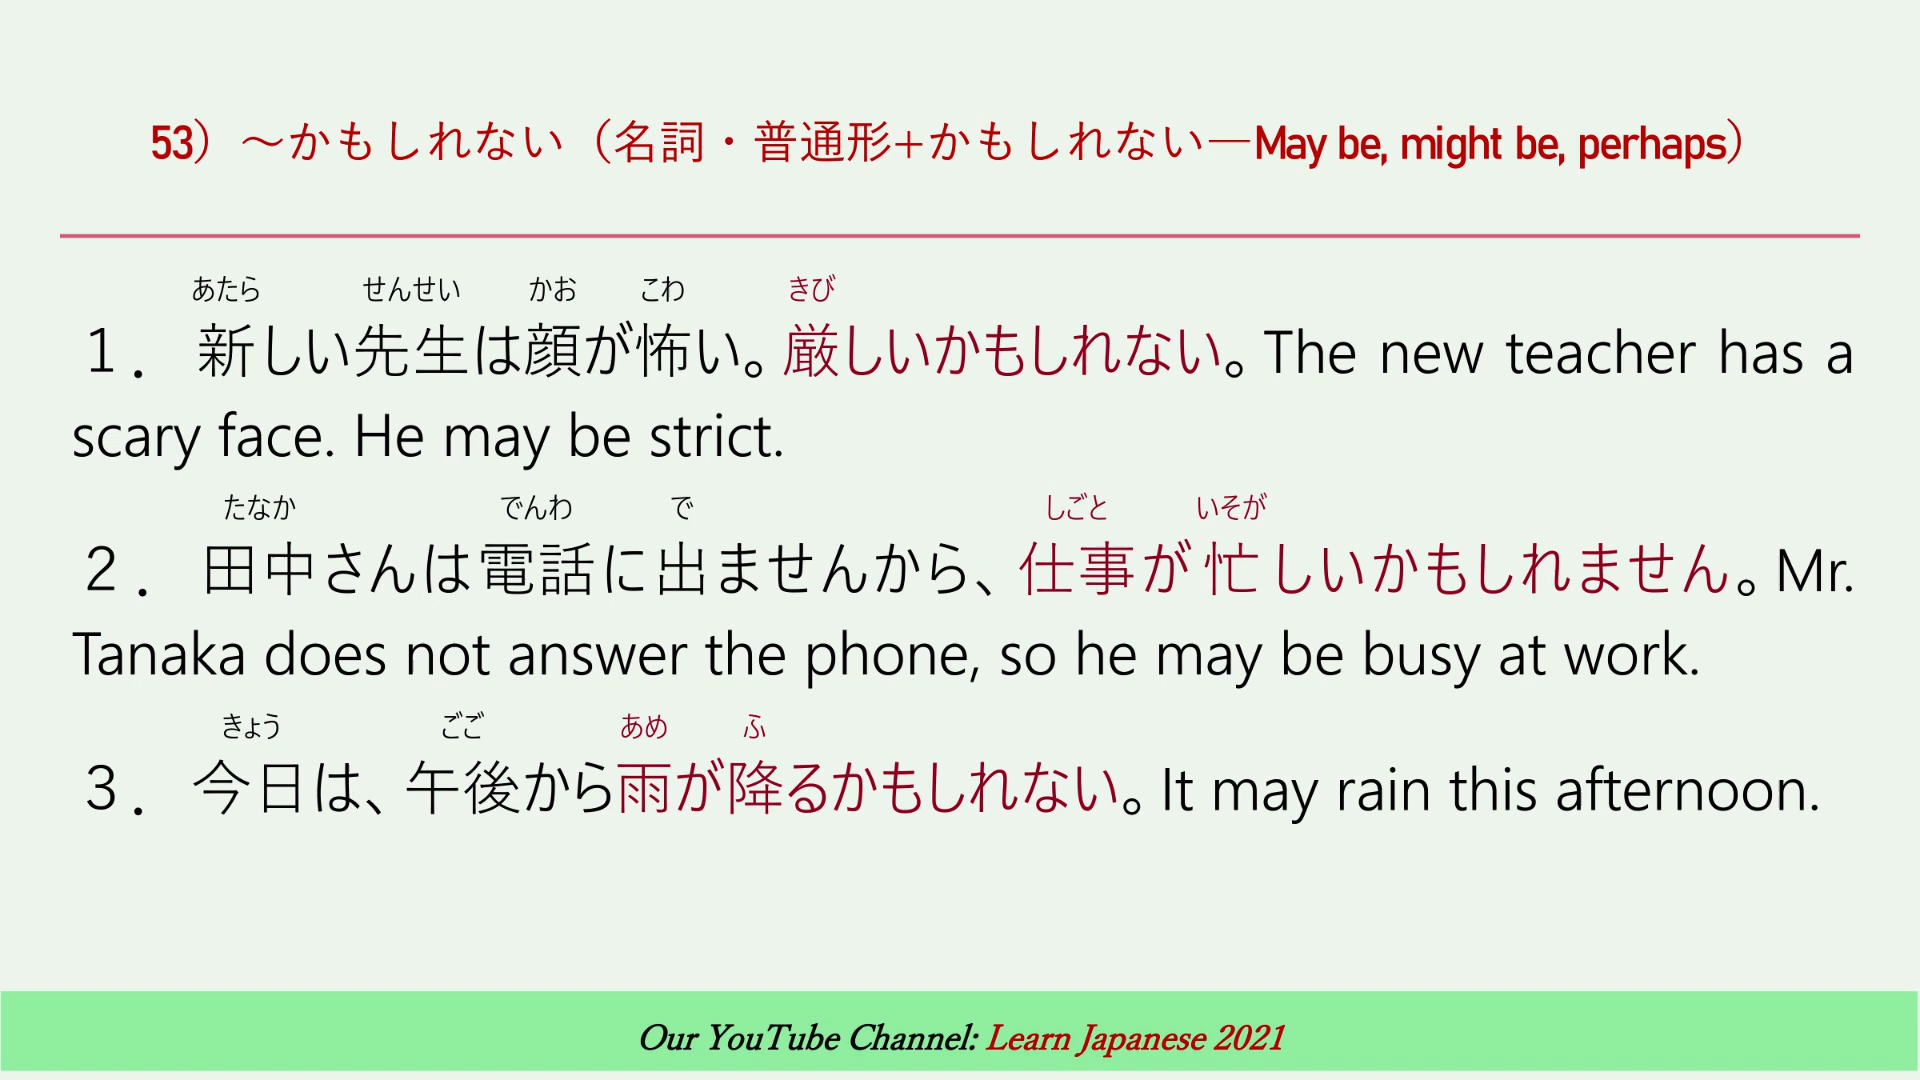 53）～かもしれない（名詞・普通形+かもしれない―May be, might be, perhaps）
あたら せんせい かお こわ きび
１． 新しい先生は顔が怖い。厳しいかもしれない。The new teacher has a
scary face. He may be strict.
たなか でんわ で しごと いそが
２． 田中さんは電話に出ませんから、仕事が忙しいかもしれません。Mr.
Tanaka does not answer the phone, so he may be busy at work.
きょう ごご あめ ふ
３． 今日は、午後から雨が降るかもしれない。It may rain this afternoon.
Our YouTube Channel: Learn Japanese 2021